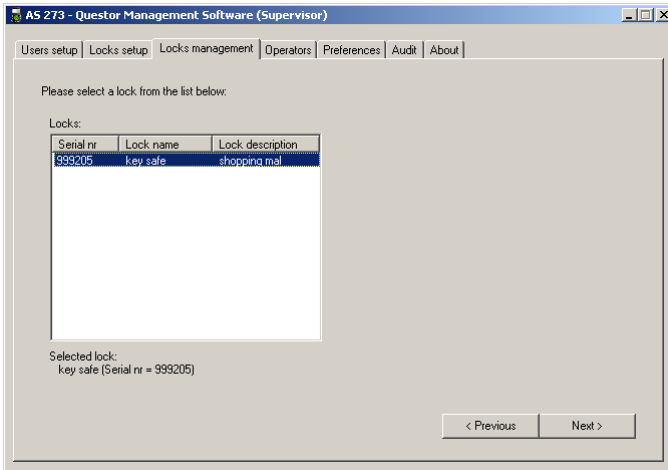 AS 273 - Questor Management Software (Supervisor)
Users setup Locks setup Locks management Operators Preferences Audit About
Please select a lock from the list below:
Locks:
Serial nr Lock name Lock description
999205 key safe shopping mal
Selected lock:
key safe (Serial nr = 999205)
< Previous Next >